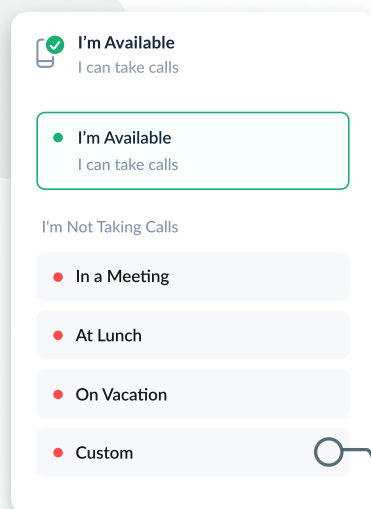 I’m Available
I can take calls
I’m Available
I can take calls
I'm Not Taking Calls
In a Meeting
At Lunch
On Vacation
Custom